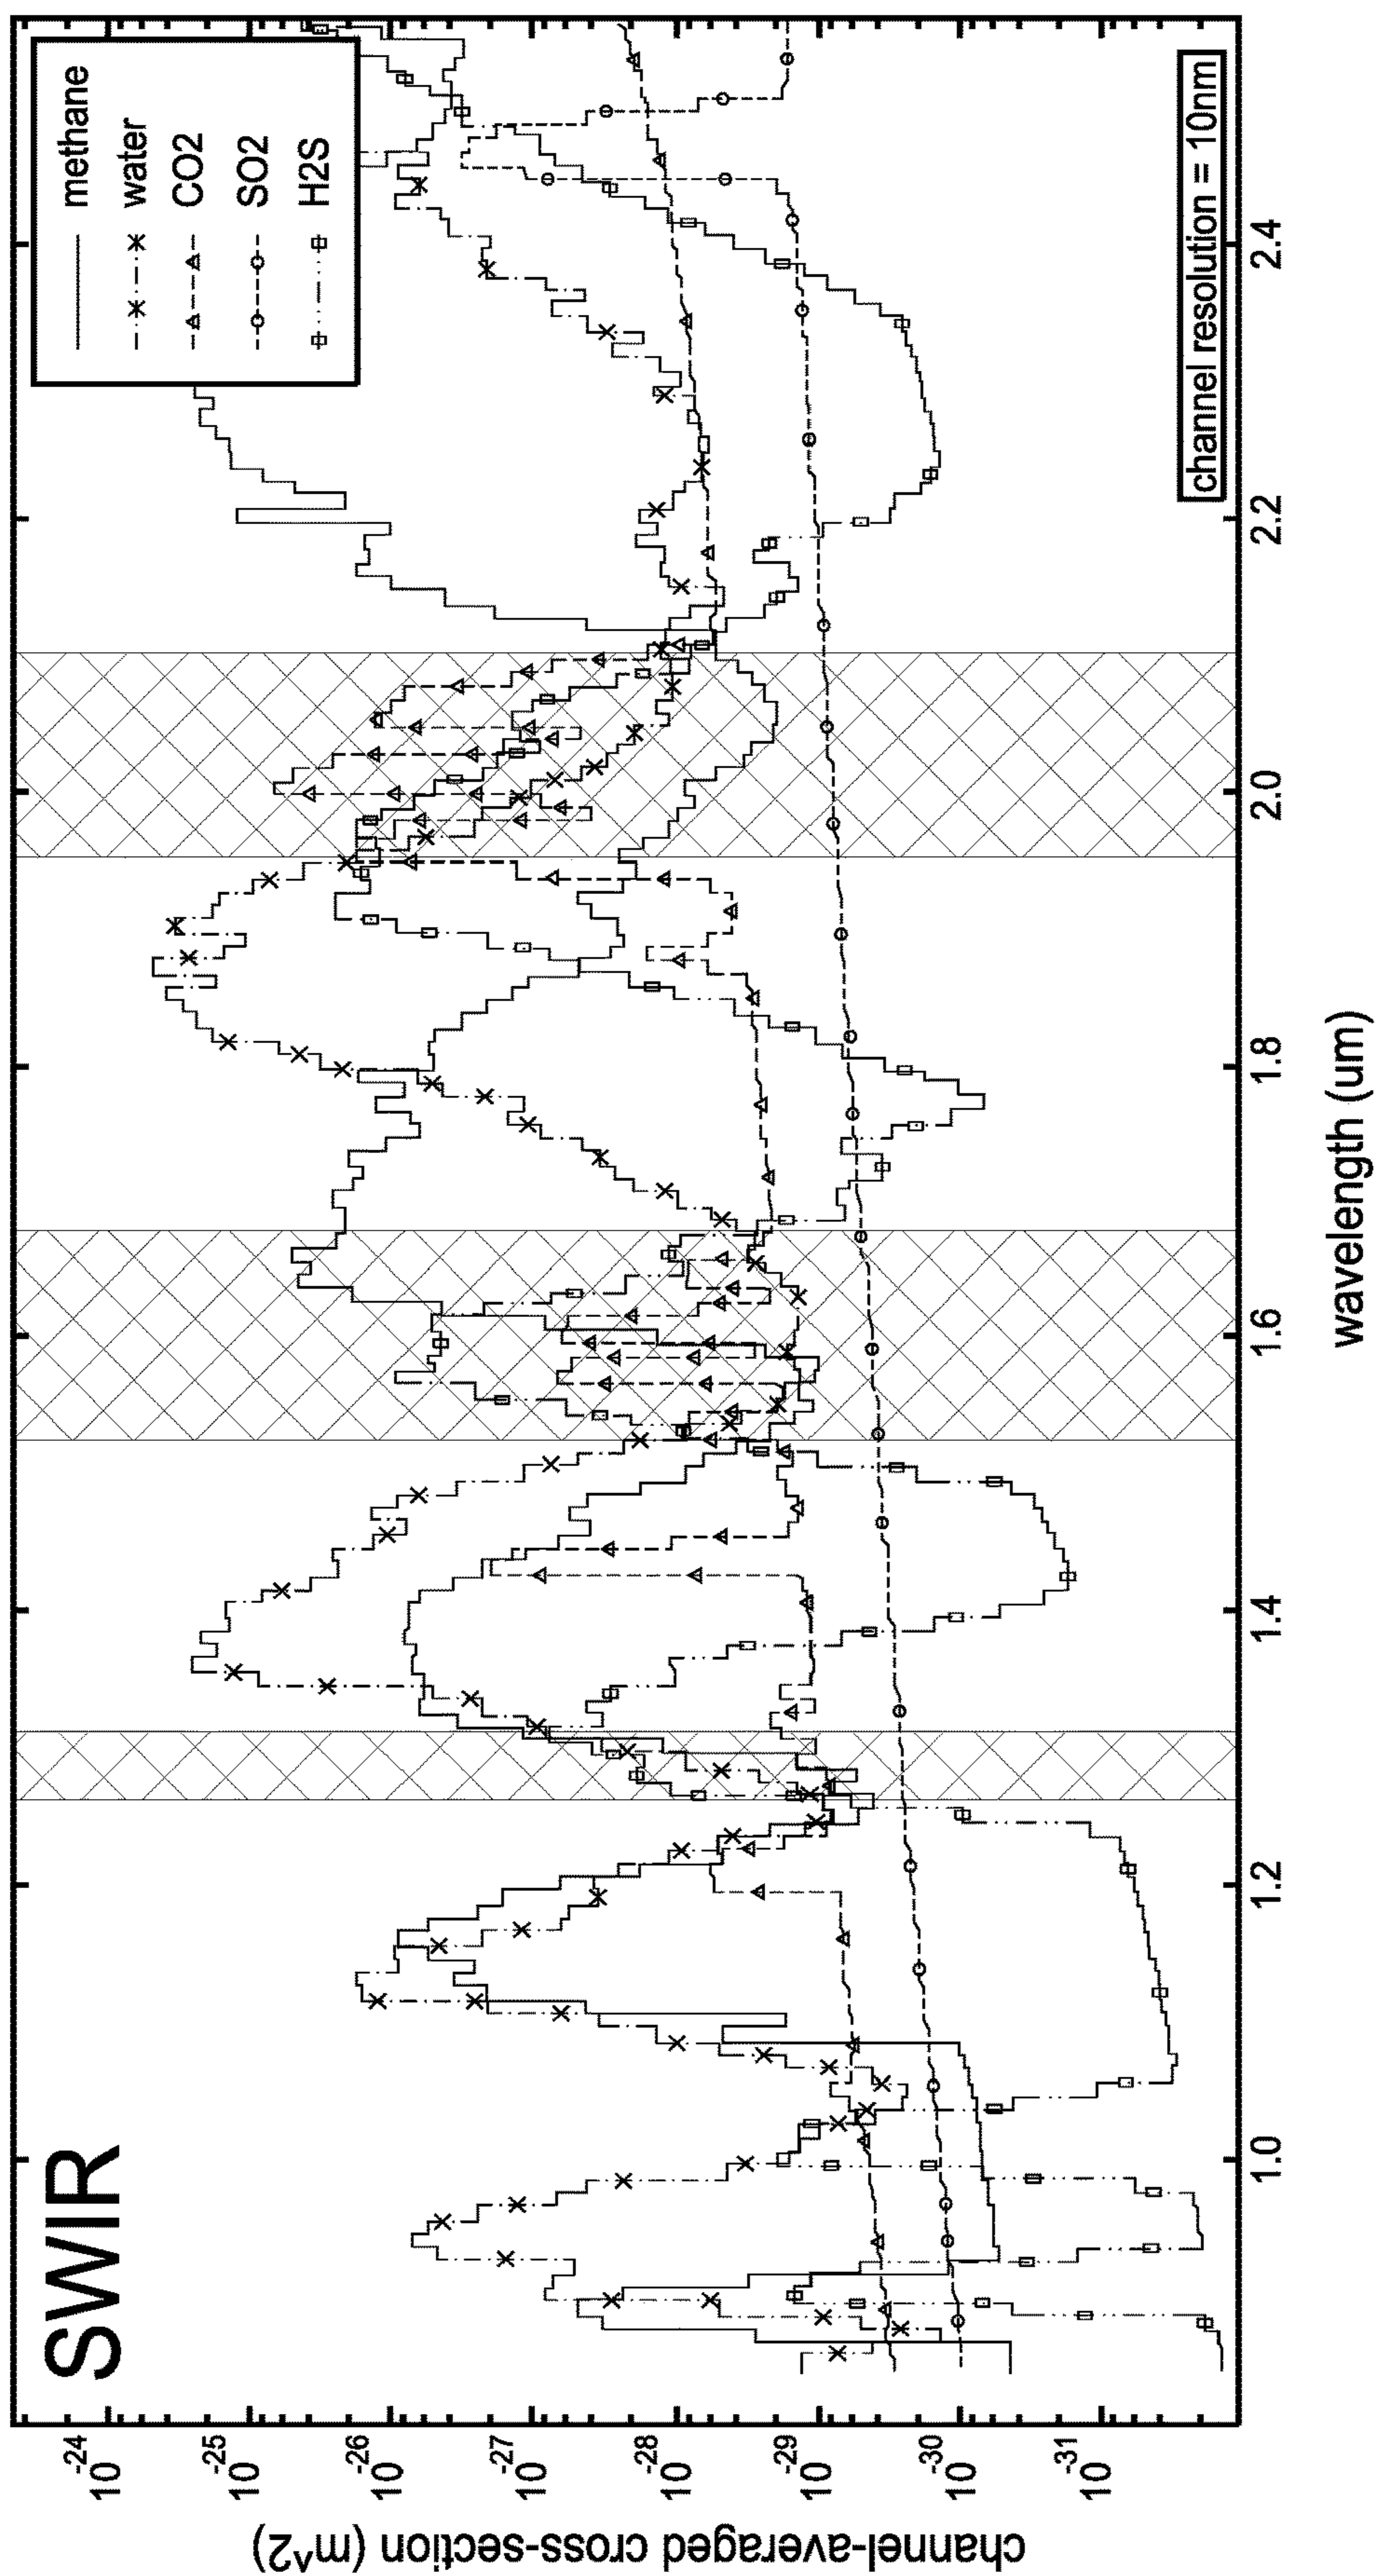 SWIR
methane
water
CO2
SO2
H2S
channel resolution = 10nm
10^-24
10^-25
10^-26
10^-27
10^-28
10^-29
10^-30
10^-31
channel-averaged cross-section (m^2)
1.0
1.2
1.4
1.6
1.8
2.0
2.2
2.4
wavelength (um)